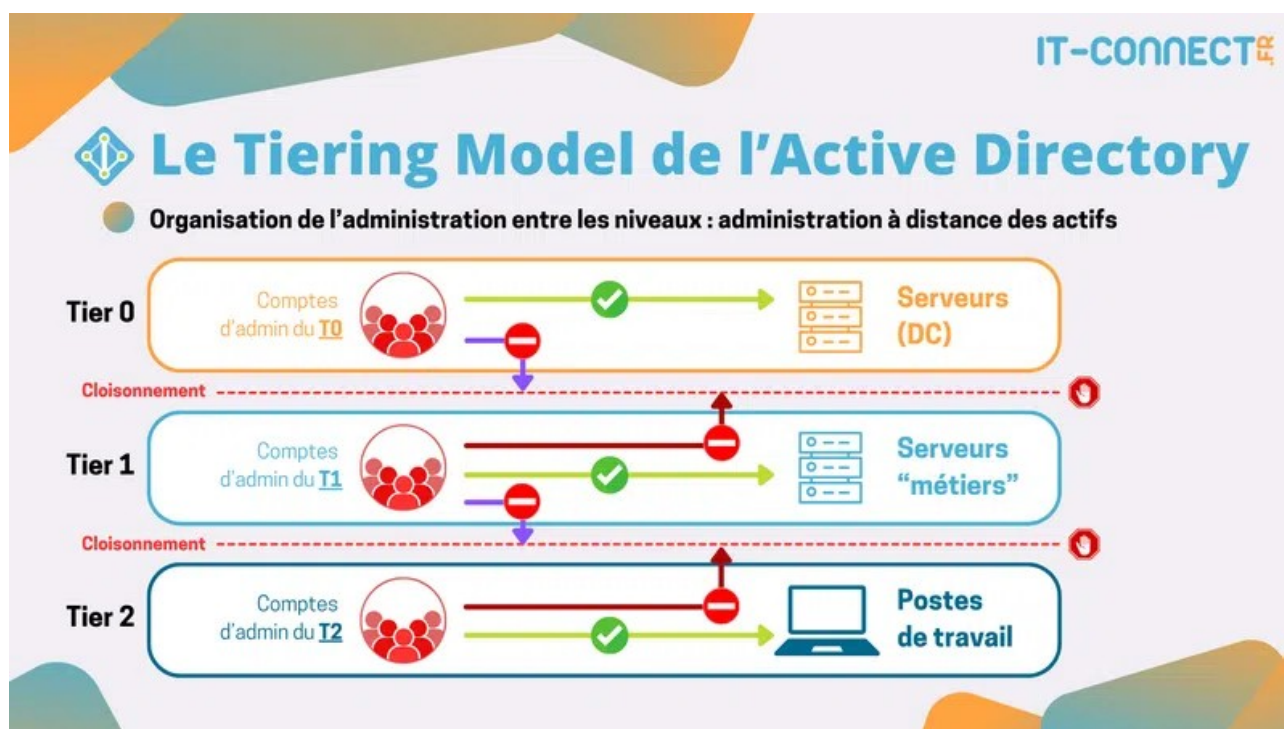 IT-CONNECT.FR
Le Tiering Model de l'Active Directory
Organisation de l'administration entre les niveaux : administration à distance des actifs
Tier 0
Comptes
d'admin du T0
Serveurs
(DC)
Cloisonnement
Tier 1
Comptes
d'admin du T1
Serveurs
“métiers”
Cloisonnement
Tier 2
Comptes
d'admin du T2
Postes
de travail